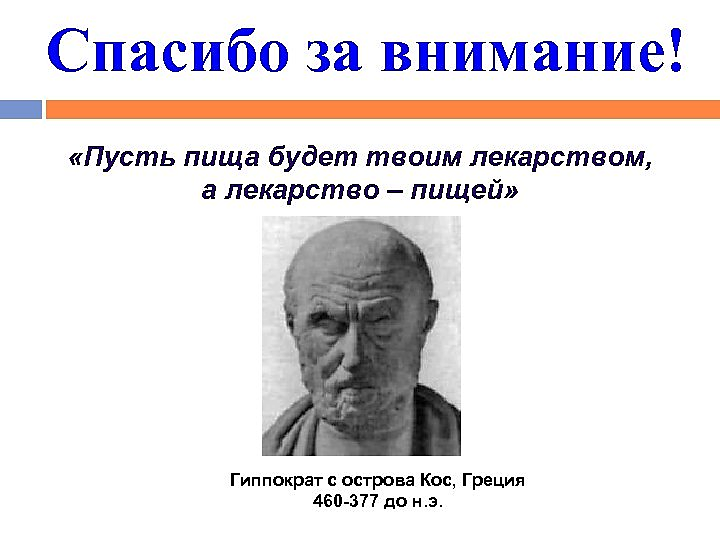 Спасибо за внимание!
«Пусть пища будет твоим лекарством,
а лекарство – пищей»
Гиппократ с острова Кос, Греция
460-377 до н.э.